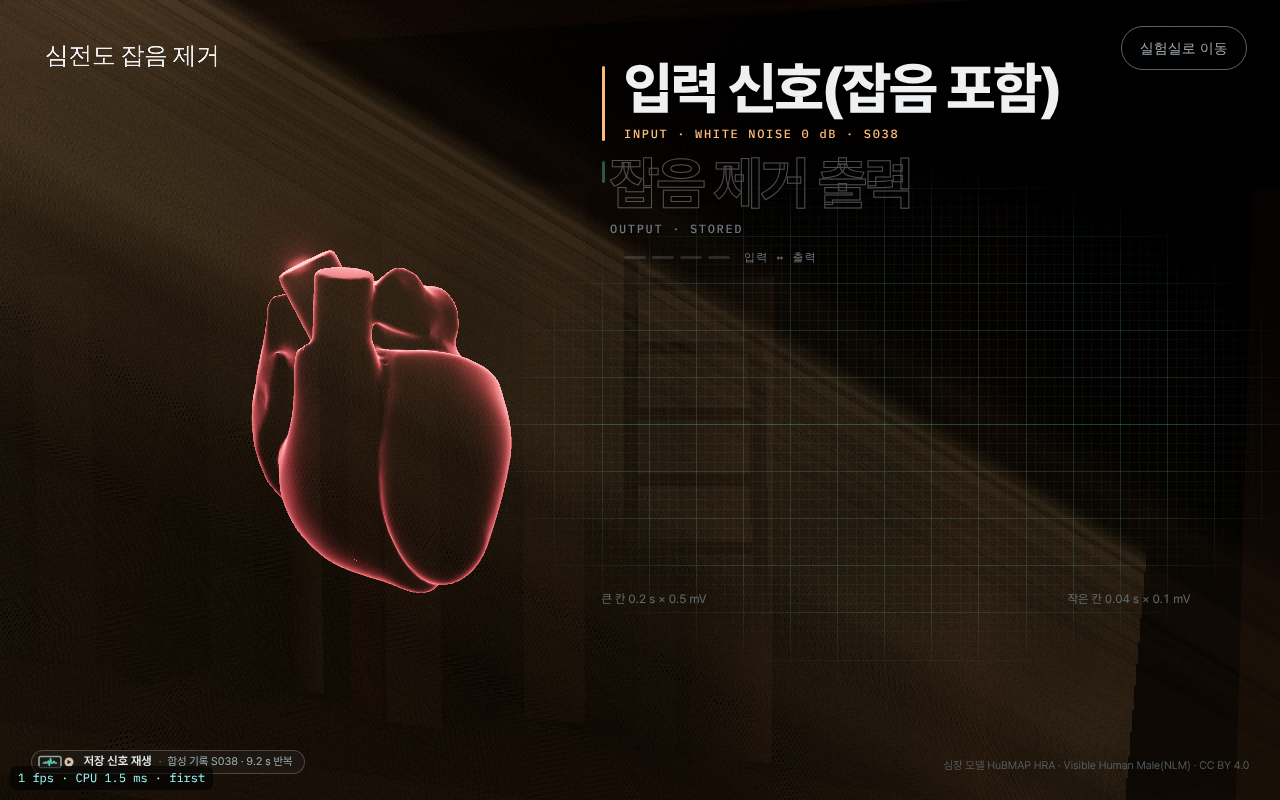 심전도 잡음 제거
실험실로 이동
입력 신호(잡음 포함)
INPUT · WHITE NOISE 0 dB · S038
잡음 제거 출력
OUTPUT · STORED
입력 ↔ 출력
큰 칸 0.2 s × 0.5 mV
작은 칸 0.04 s × 0.1 mV
저장 신호 재생 · 합성 기록 S038 · 9.2 s 반복
1 fps · CPU 1.5 ms · first
심장 모델 HuBMAP HRA · Visible Human Male(NLM) · CC BY 4.0